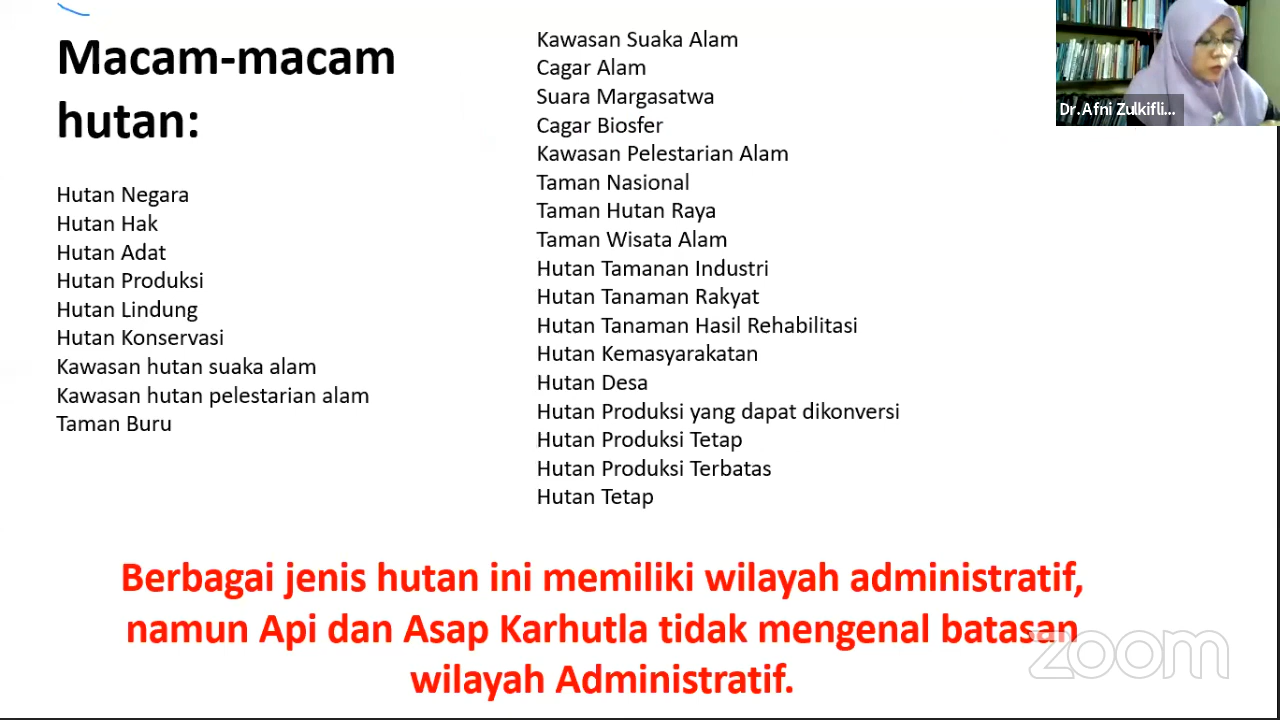 Macam-macam
hutan:
Hutan Negara
Hutan Hak
Hutan Adat
Hutan Produksi
Hutan Lindung
Hutan Konservasi
Kawasan hutan suaka alam
Kawasan hutan pelestarian alam
Taman Buru
Kawasan Suaka Alam
Cagar Alam
Suara Margasatwa
Cagar Biosfer
Kawasan Pelestarian Alam
Taman Nasional
Taman Hutan Raya
Taman Wisata Alam
Hutan Tamanan Industri
Hutan Tanaman Rakyat
Hutan Tanaman Hasil Rehabilitasi
Hutan Kemasyarakatan
Hutan Desa
Hutan Produksi yang dapat dikonversi
Hutan Produksi Tetap
Hutan Produksi Terbatas
Hutan Tetap
Dr.Afni Zulkifli...
Berbagai jenis hutan ini memiliki wilayah administratif,
namun Api dan Asap Karhutla tidak mengenal batasan
wilayah Administratif.
zoom